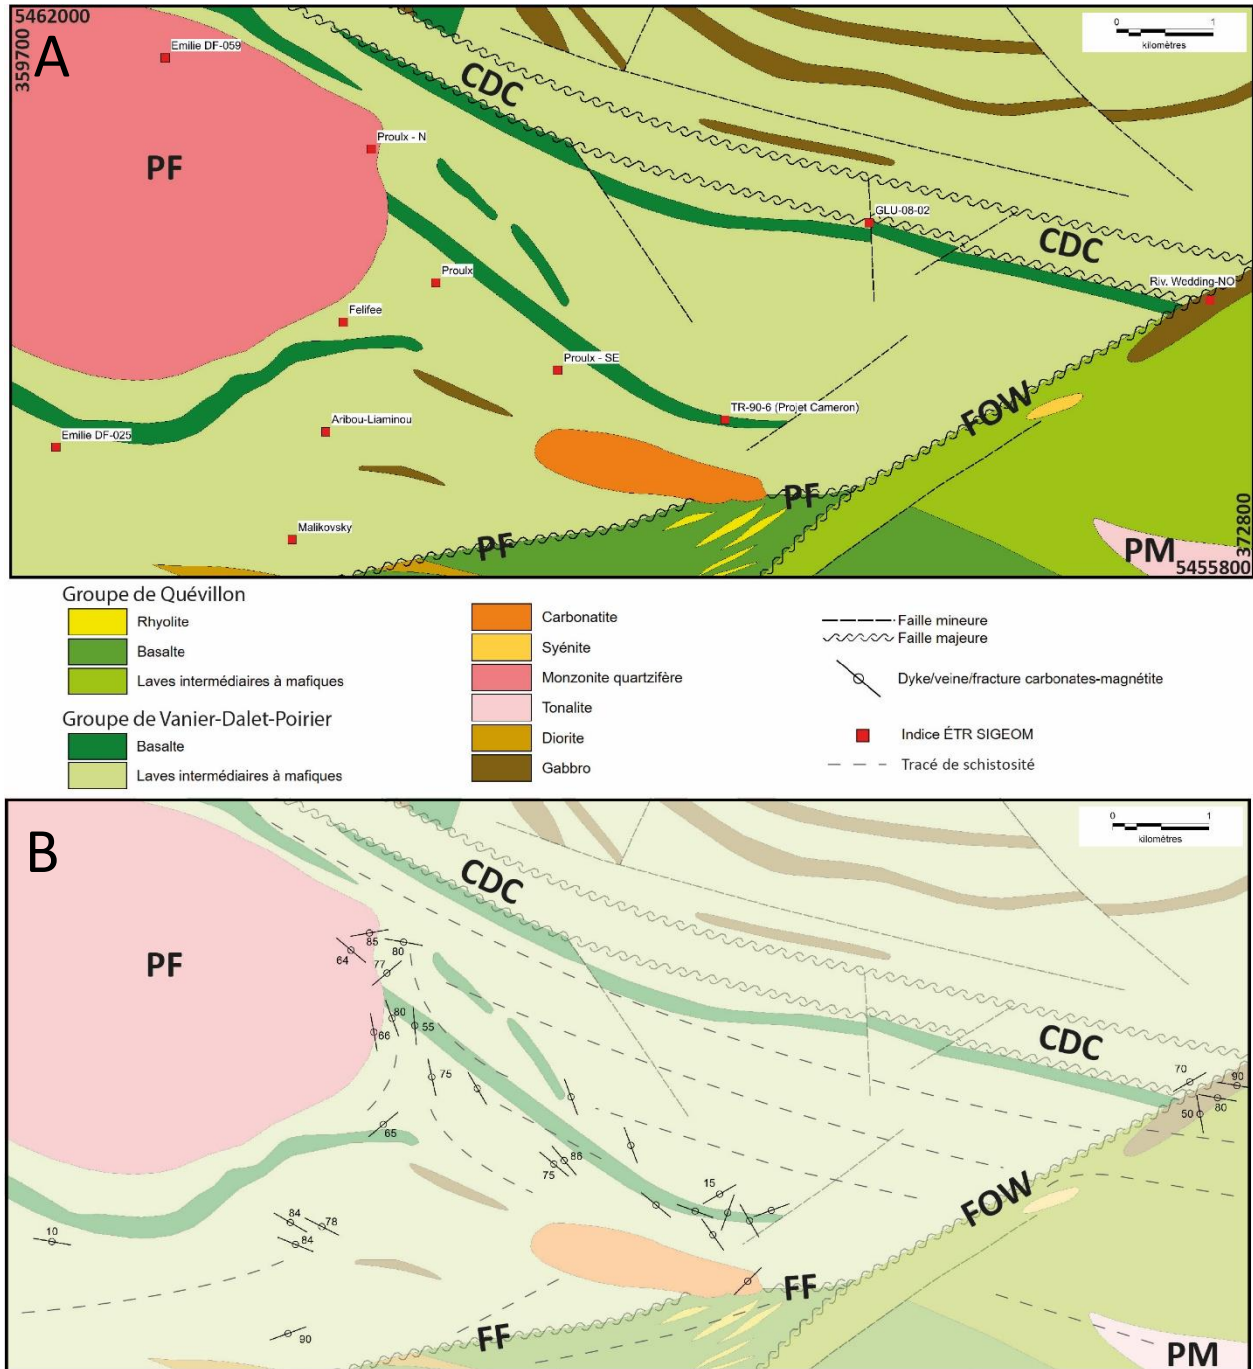 5462000
359700
A
0 1
kilomètres
Emilie DF-059
CDC
Proulx - N
PF
GLU-08-02
CDC
Proulx
Riv. Wedding-NO
Felifee
Proulx - SE
FOW
TR-90-6 (Projet Cameron)
Aribou-Liaminou
Emilie DF-025
PF
372800
Malikovsky
PF
PM
5455800
Groupe de Quévillon
Rhyolite
Basalte
Laves intermédiaires à mafiques
Groupe de Vanier-Dalet-Poirier
Basalte
Laves intermédiaires à mafiques
Carbonatite
Syénite
Monzonite quartzifère
Tonalite
Diorite
Gabbro
Faille mineure
Faille majeure
Dyke/veine/fracture carbonates-magnétite
Indice ÉTR SIGEOM
Tracé de schistosité
B
0 1
kilomètres
CDC
85
64
80
PF
77
80
55
66
CDC
75
70
90
80
50
65
86
75
15
FOW
84
78
84
10
FF
90
FF
PM